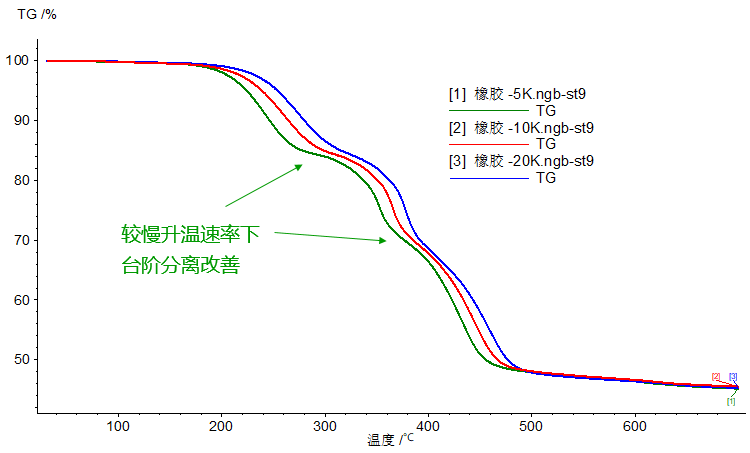 TG /%
100
90
80
70
60
50
[1] 橡胶 -5K.ngb-st9
TG
[2] 橡胶 -10K.ngb-st9
TG
[3] 橡胶 -20K.ngb-st9
TG
较慢升温速率下
台阶分离改善
[2] [3]
[1]
100 200 300 400 500 600
温度 /℃